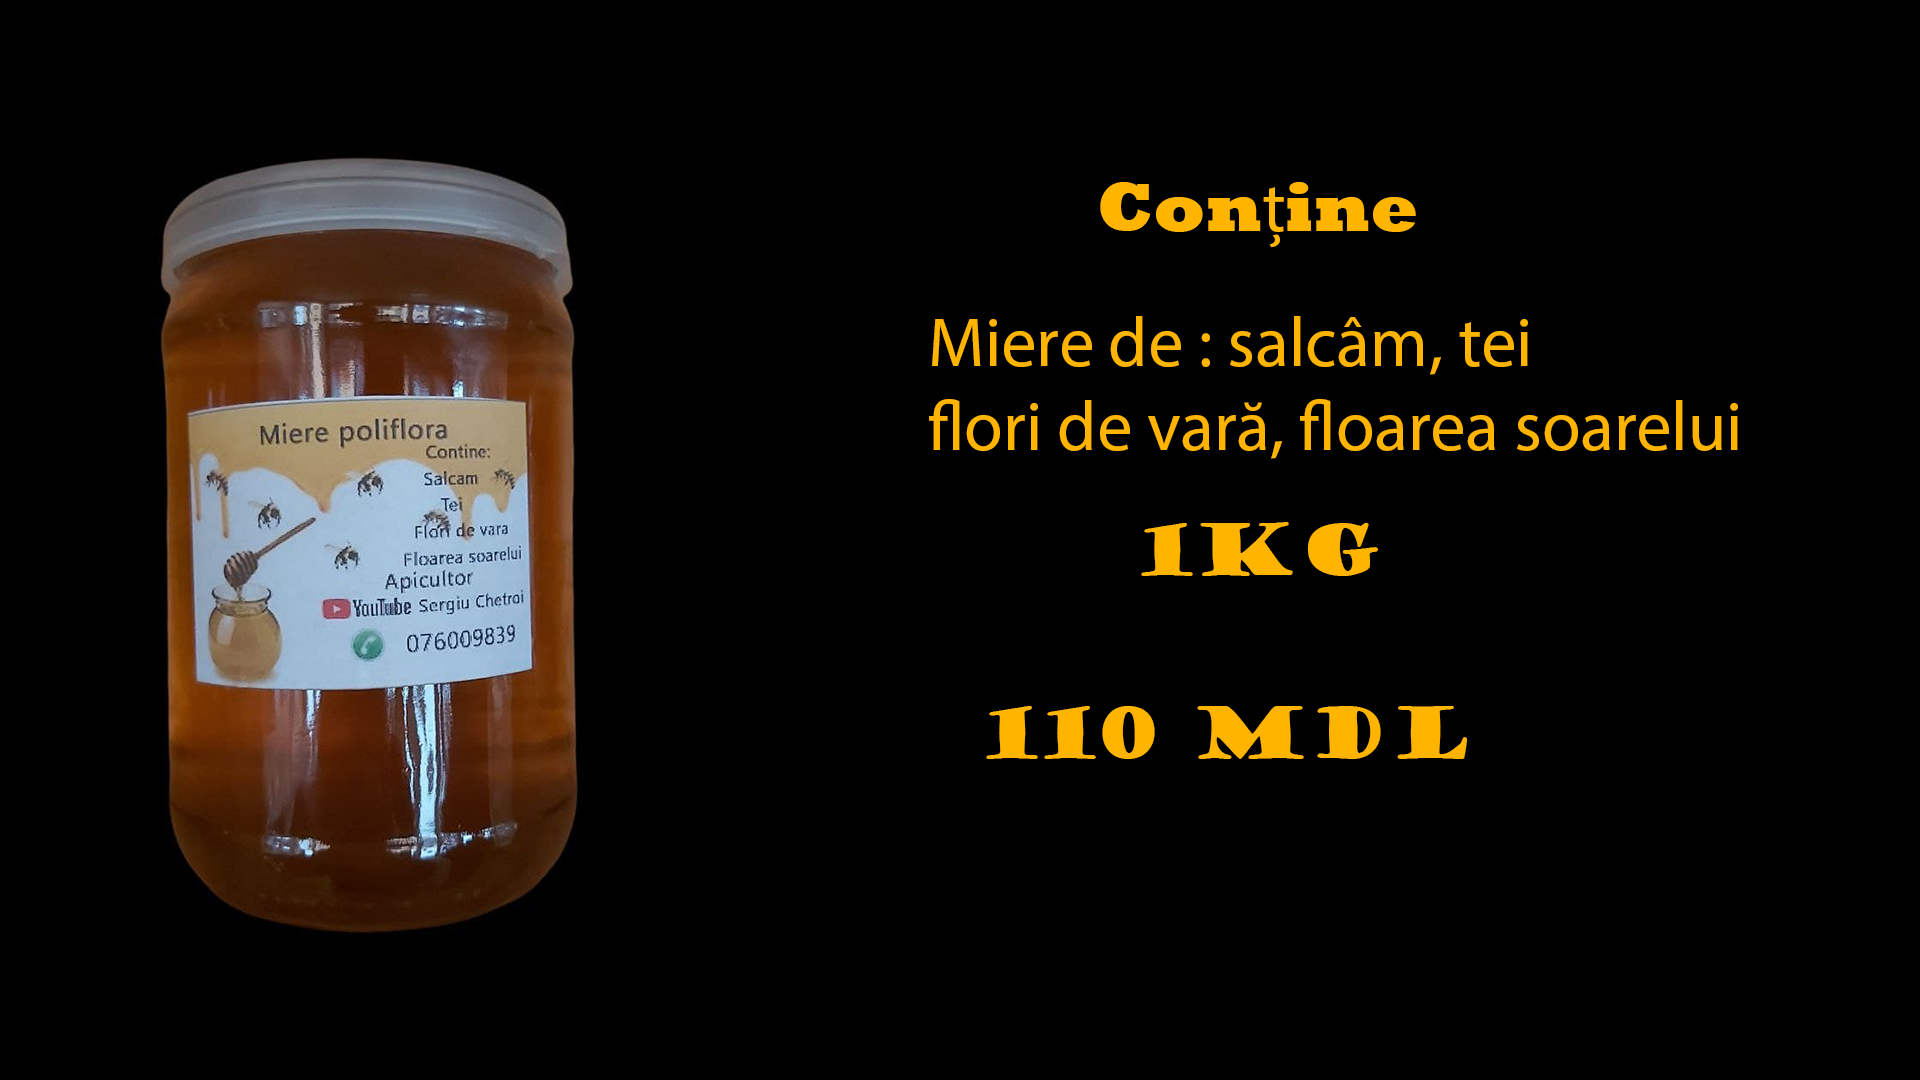 Miere poliflora
Contine:
Salcam
Tei
Flori de vara
Floarea soarelui
Apicultor
YouTube Sergiu Chetroi
076009839
Conține
Miere de : salcâm, tei
flori de vară, floarea soarelui
1KG
110 MDL